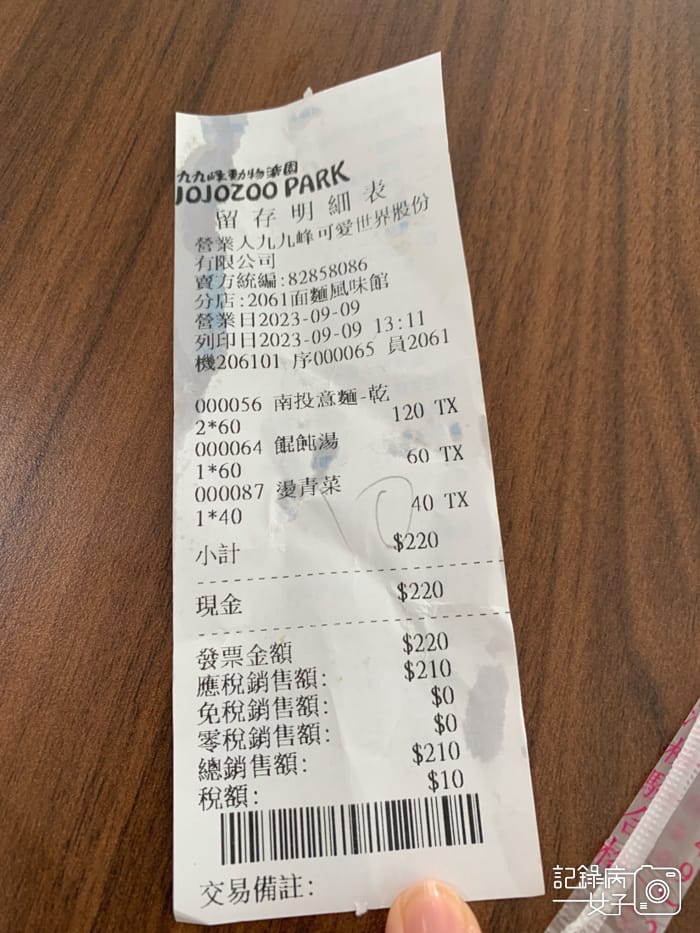 九九峰動物樂園
JOJOZOO PARK
留存明細表
營業人九九峰可愛世界股份
有限公司
賣方統編:82858086
分店:2061面麵風味館
營業日2023-09-09
列印日2023-09-09 13:11
機206101 序000065 員2061
000056 南投意麵-乾
2*60 120 TX
000064 餛飩湯
1*60 60 TX
000087 燙青菜
1*40 40 TX
小計 $220
現金 $220
發票金額 $220
應稅銷售額: $210
免稅銷售額: $0
零稅銷售額: $0
總銷售額: $210
稅額: $10
交易備註:
記錄病
女子